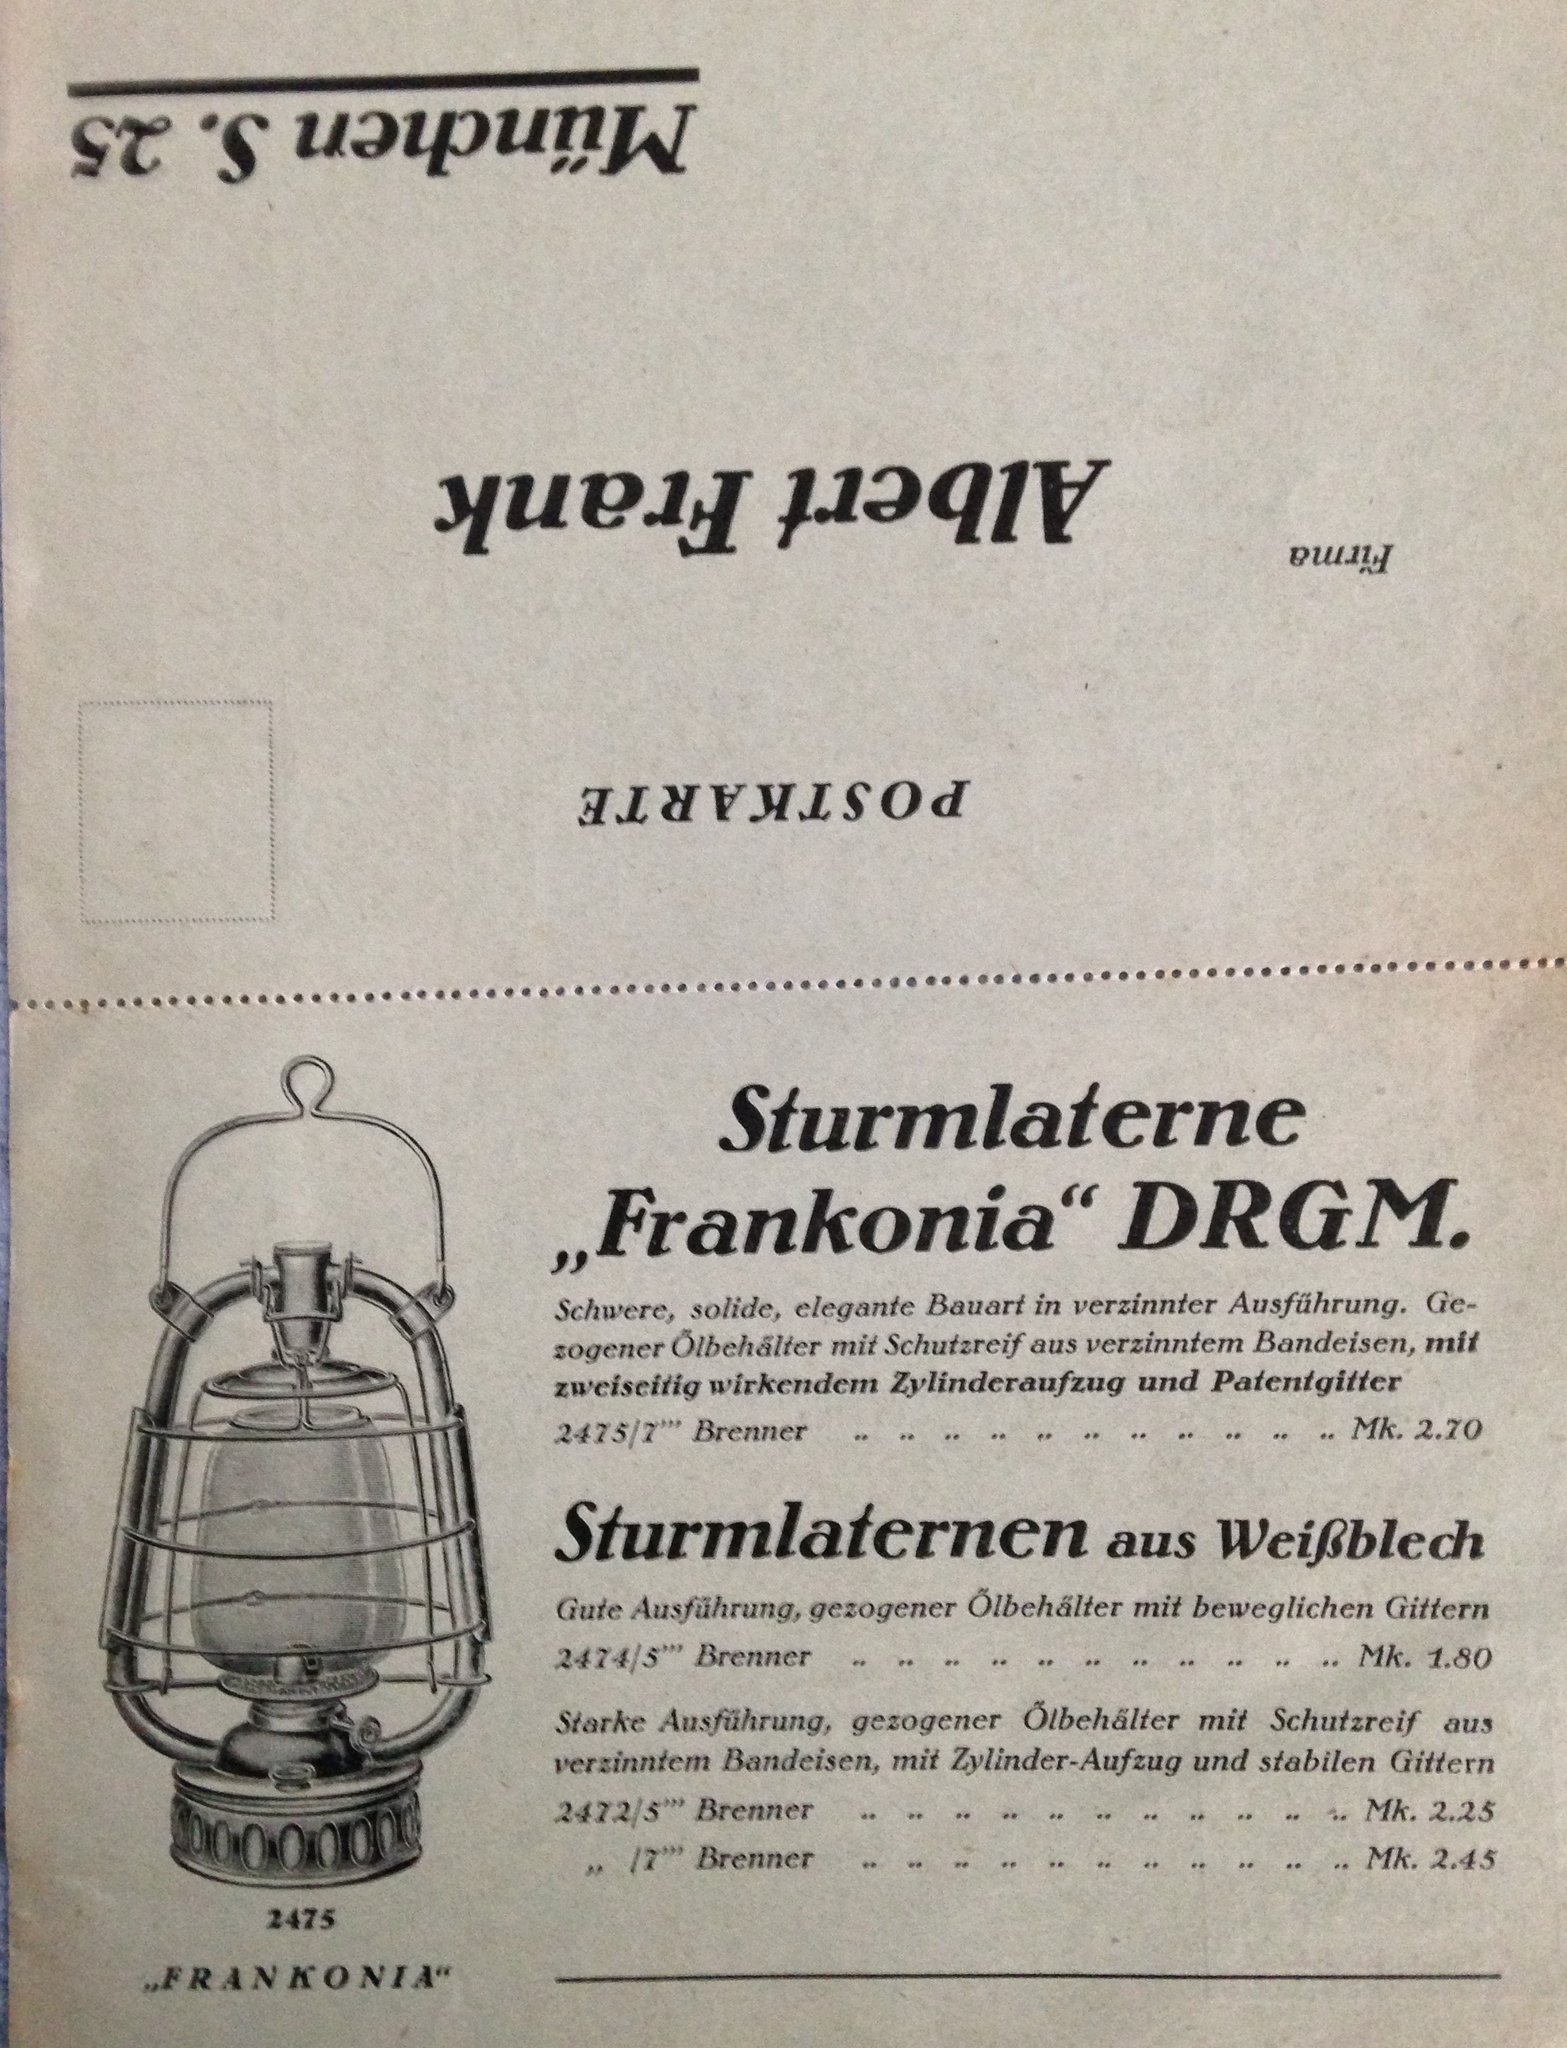 POSTKARTE
Firma
Albert Frank
München S. 25
Sturmlaterne
„Frankonia“ DRGM.
Schwere, solide, elegante Bauart in verzinnter Ausführung. Ge-
zogener Ölbehälter mit Schutzreif aus verzinntem Bandeisen, mit
zweiseitig wirkendem Zylinderaufzug und Patentgitter
2475/7''' Brenner .. .. .. .. .. .. .. .. .. .. .. Mk. 2.70
Sturmlaternen aus Weißblech
Gute Ausführung, gezogener Ölbehälter mit beweglichen Gittern
2474/5''' Brenner .. .. .. .. .. .. .. .. .. .. .. Mk. 1.80
Starke Ausführung, gezogener Ölbehälter mit Schutzreif aus
verzinntem Bandeisen, mit Zylinder-Aufzug und stabilen Gittern
2472/5''' Brenner .. .. .. .. .. .. .. .. .. .. .. Mk. 2.25
„ /7''' Brenner .. .. .. .. .. .. .. .. .. .. .. Mk. 2.45
2475
„FRANKONIA“